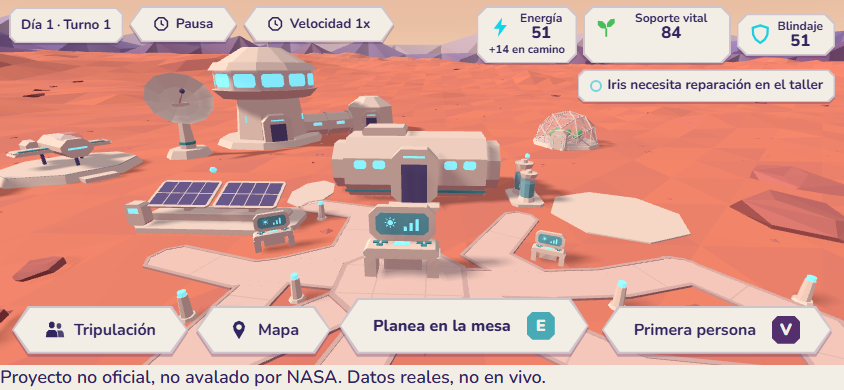 Día 1 · Turno 1
Pausa
Velocidad 1x
Energía
51
+14 en camino
Soporte vital
84
Blindaje
51
Iris necesita reparación en el taller
Tripulación
Mapa
Planea en la mesa E
Primera persona V
Proyecto no oficial, no avalado por NASA. Datos reales, no en vivo.